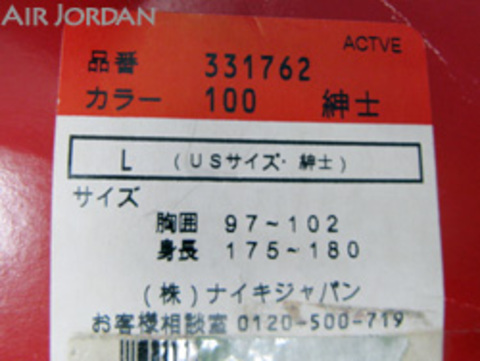 AIR JORDAN
ACTVE
品番 331762
カラー 100 紳士
L (USサイズ・紳士)
サイズ
胸囲 97~102
身長 175~180
(株)ナイキジャパン
お客様相談室 0120-500-719